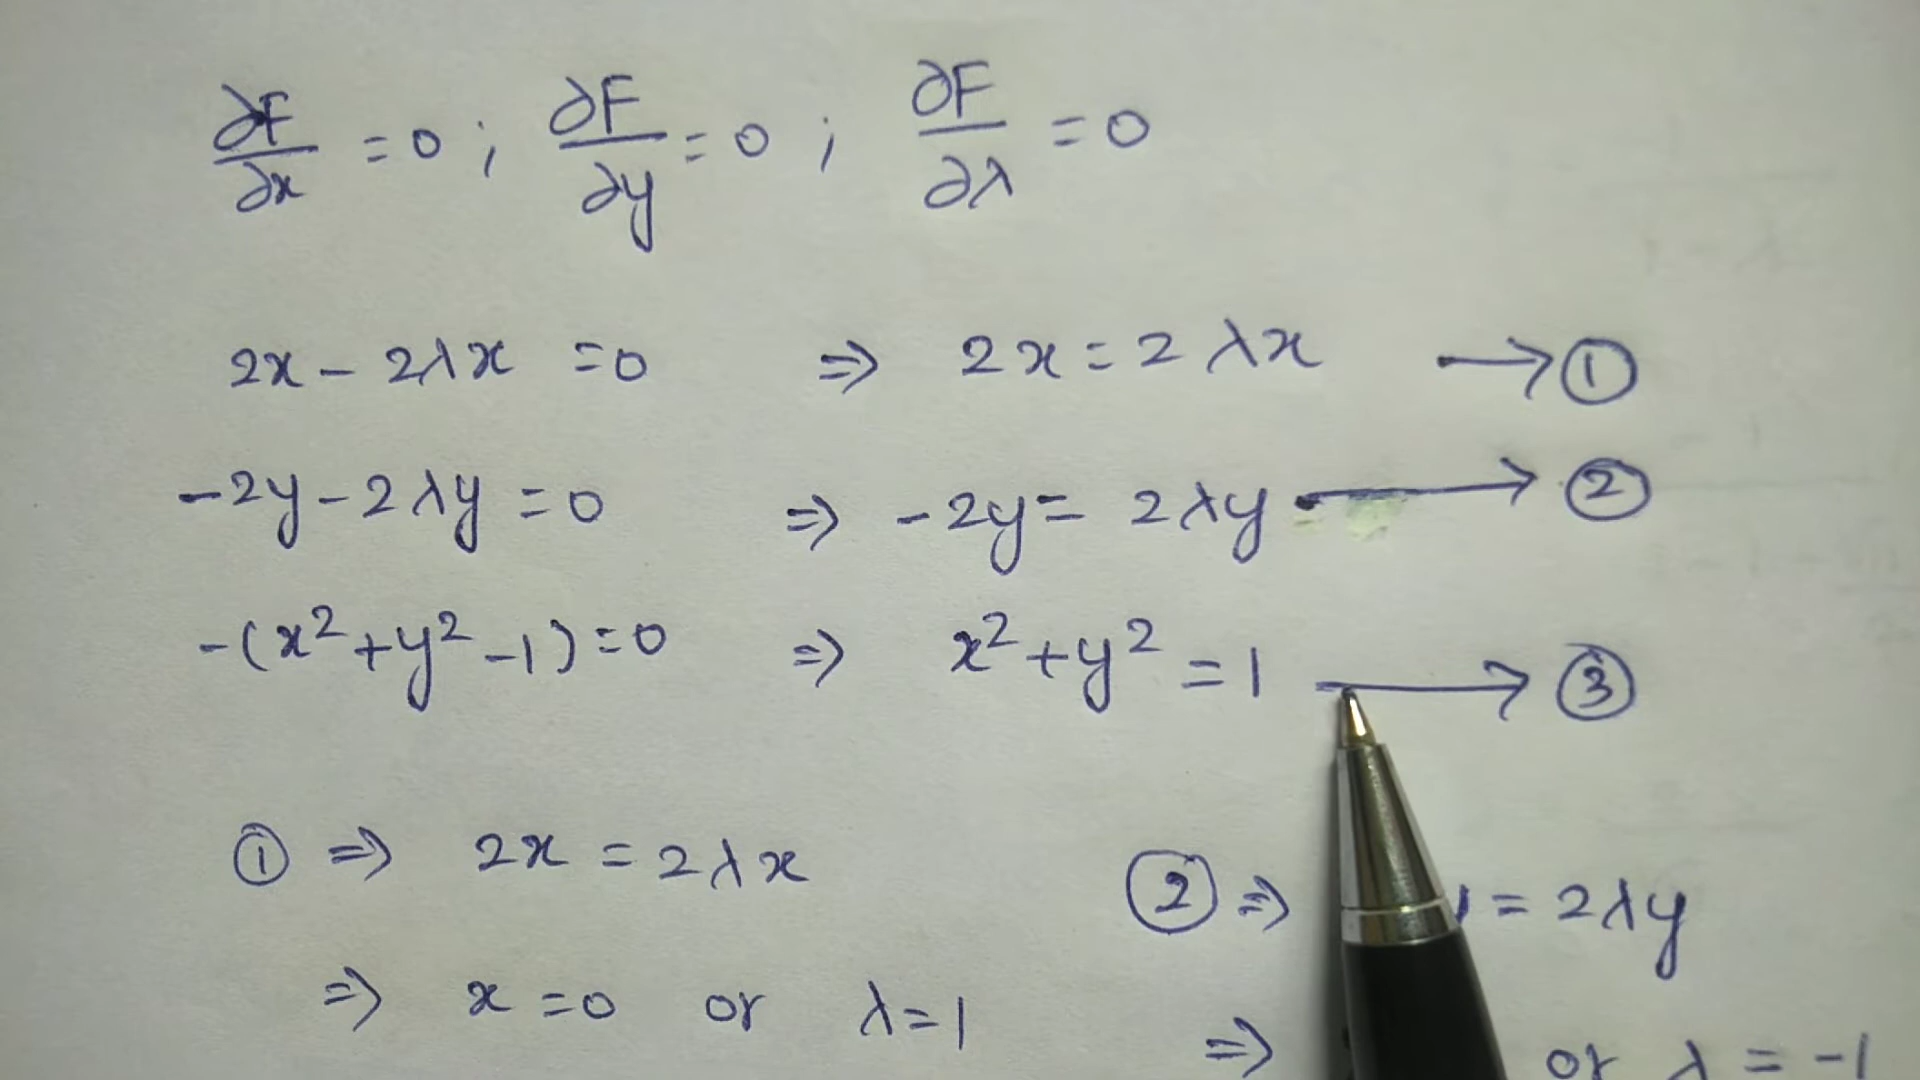 ∂F/∂x = 0 ; ∂F/∂y = 0 ; ∂F/∂λ = 0
2x - 2λx = 0 ⇒ 2x = 2λx → ①
-2y - 2λy = 0 ⇒ -2y = 2λy → ②
-(x² + y² - 1) = 0 ⇒ x² + y² = 1 → ③
① ⇒ 2x = 2λx ② ⇒ = 2λy
⇒ x = 0 or λ = 1 ⇒ or λ = -1